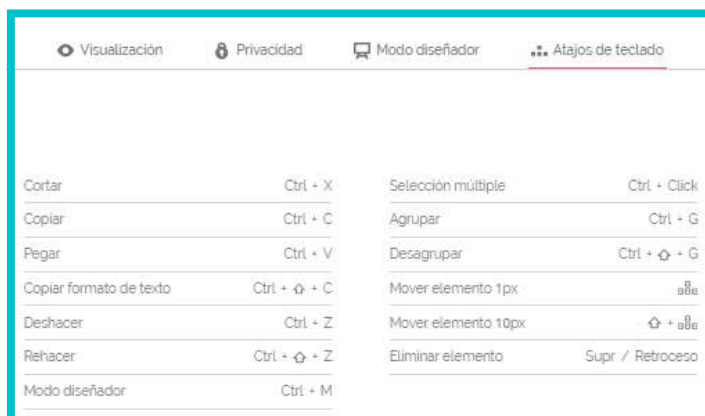 Visualización Privacidad Modo diseñador Atajos de teclado
Cortar Ctrl + X
Copiar Ctrl + C
Pegar Ctrl + V
Copiar formato de texto Ctrl + ⇧ + C
Deshacer Ctrl + Z
Rehacer Ctrl + ⇧ + Z
Modo diseñador Ctrl + M
Selección múltiple Ctrl + Click
Agrupar Ctrl + G
Desagrupar Ctrl + ⇧ + G
Mover elemento 1px
Mover elemento 10px ⇧ +
Eliminar elemento Supr / Retroceso